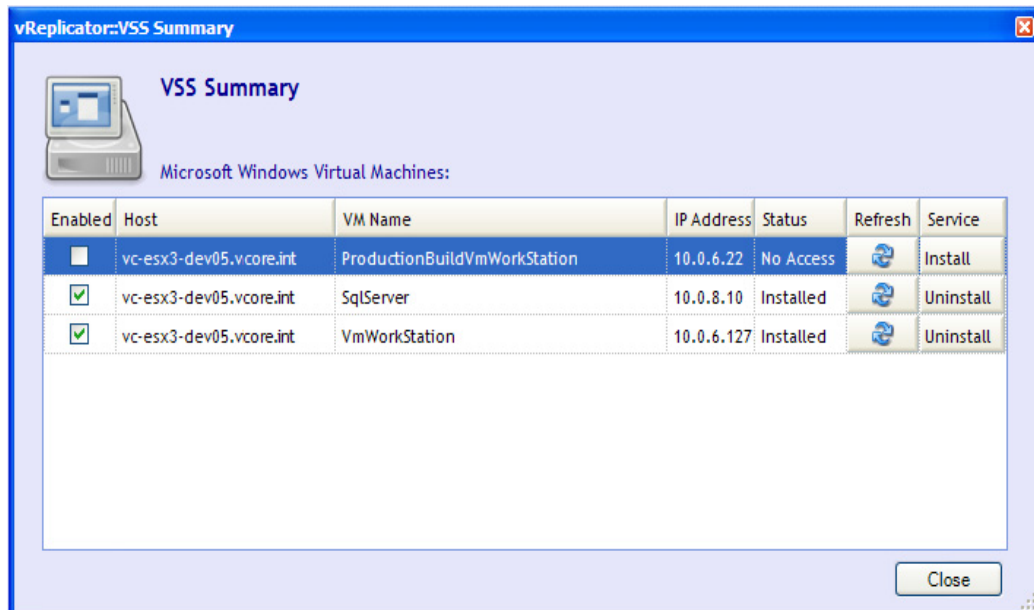 vReplicator::VSS Summary
VSS Summary
Microsoft Windows Virtual Machines:
Enabled Host VM Name IP Address Status Refresh Service
vc-esx3-dev05.vcore.int ProductionBuildVmWorkStation 10.0.6.22 No Access Install
vc-esx3-dev05.vcore.int SqlServer 10.0.8.10 Installed Uninstall
vc-esx3-dev05.vcore.int VmWorkStation 10.0.6.127 Installed Uninstall
Close